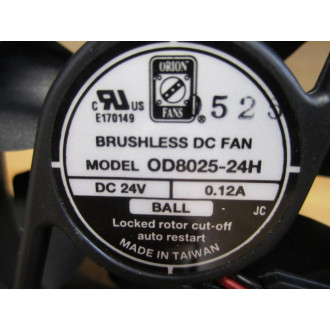 ORION
FANS
®
C RU US
E170149
0523
BRUSHLESS DC FAN
MODEL OD8025-24H
DC 24V 0.12A
BALL
JC
Locked rotor cut-off
auto restart
MADE IN TAIWAN